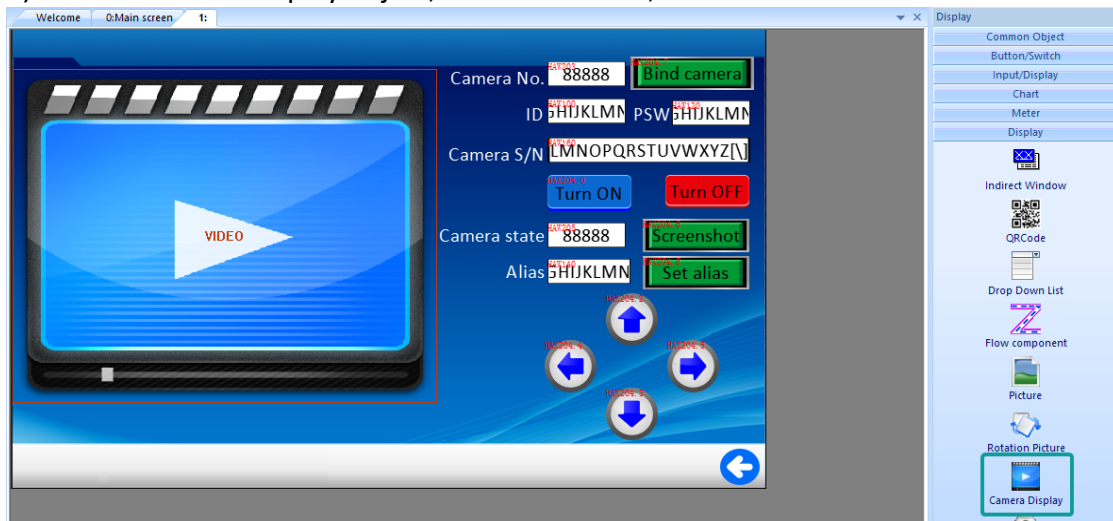 Welcome 0:Main screen 1:
Display
Common Object
Button/Switch
Input/Display
Chart
Meter
Display
Indirect Window
QRCode
Drop Down List
Flow component
Picture
Rotation Picture
Camera Display
Camera No. 88888 Bind camera
ID GHIJKLMN PSW GHIJKLMN
Camera S/N LMNOPQRSTUVWXYZ[\]
Turn ON Turn OFF
VIDEO
Camera state 88888 Screenshot
Alias GHIJKLMN Set alias